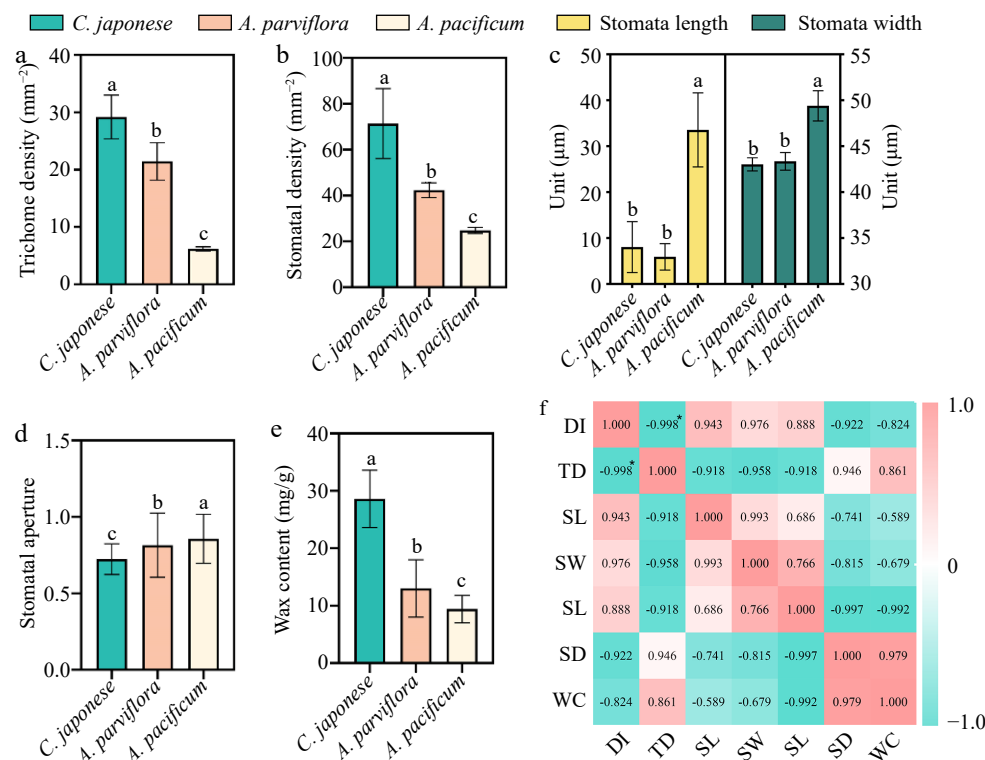 C. japonese A. parviflora A. pacificum Stomata length Stomata width
a
Trichome density (mm⁻²)
40
30
20
10
0
a
b
c
C. japonese
A. parviflora
A. pacificum
b
Stomatal density (mm⁻²)
100
80
60
40
20
0
a
b
c
C. japonese
A. parviflora
A. pacificum
c
Unit (μm)
50
40
30
20
10
0
b
b
a
b
b
a
55
50
45
40
35
30
Unit (μm)
C. japonese
A. parviflora
A. pacificum
C. japonese
A. parviflora
A. pacificum
d
Stomatal aperture
1.5
1.0
0.5
0.0
c
b
a
C. japonese
A. parviflora
A. pacificum
e
Wax content (mg/g)
40
30
20
10
0
a
b
c
C. japonese
A. parviflora
A. pacificum
f
DI 1.000 -0.998* 0.943 0.976 0.888 -0.922 -0.824
TD -0.998* 1.000 -0.918 -0.958 -0.918 0.946 0.861
SL 0.943 -0.918 1.000 0.993 0.686 -0.741 -0.589
SW 0.976 -0.958 0.993 1.000 0.766 -0.815 -0.679
SL 0.888 -0.918 0.686 0.766 1.000 -0.997 -0.992
SD -0.922 0.946 -0.741 -0.815 -0.997 1.000 0.979
WC -0.824 0.861 -0.589 -0.679 -0.992 0.979 1.000
DI TD SL SW SL SD WC
1.0
0
−1.0